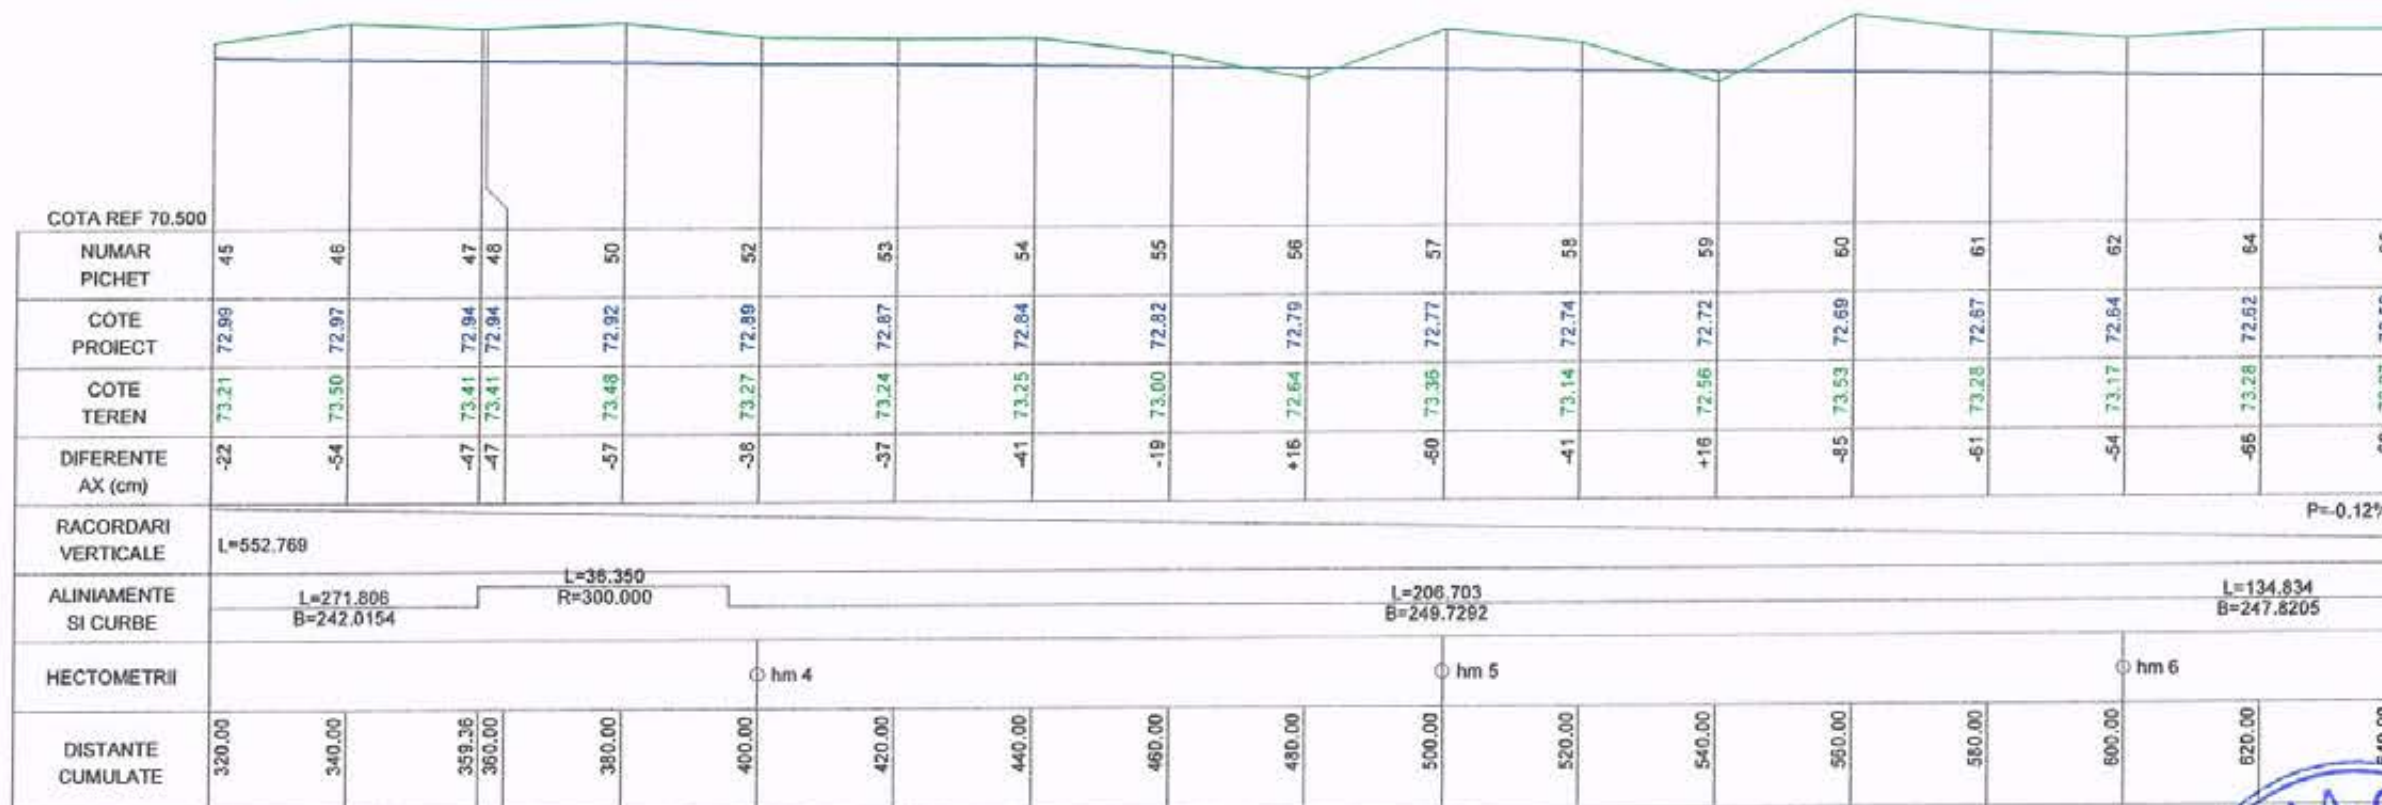 COTA REF 70.500
NUMAR PICHET 45 46 47 48 50 52 53 54 55 56 57 58 59 60 61 62 64
COTE PROIECT 72.99 72.97 72.94 72.94 72.92 72.89 72.87 72.84 72.82 72.79 72.77 72.74 72.72 72.69 72.67 72.64 72.62
COTE TEREN 73.21 73.50 73.41 73.41 73.48 73.27 73.24 73.25 73.00 72.64 73.36 73.14 72.56 73.53 73.28 73.17 73.28
DIFERENTE AX (cm) -22 -54 -47 -47 -57 -38 -37 -41 -19 +16 -60 -41 +16 -85 -61 -54 -66
RACORDARI VERTICALE L=552.769 P=-0.12%
ALINIAMENTE SI CURBE
L=271.806
B=242.0154
L=36.350
R=300.000
L=206.703
B=249.7292
L=134.834
B=247.8205
HECTOMETRII hm 4 hm 5 hm 6
DISTANTE CUMULATE 320.00 340.00 359.36 360.00 380.00 400.00 420.00 440.00 460.00 480.00 500.00 520.00 540.00 560.00 580.00 600.00 620.00